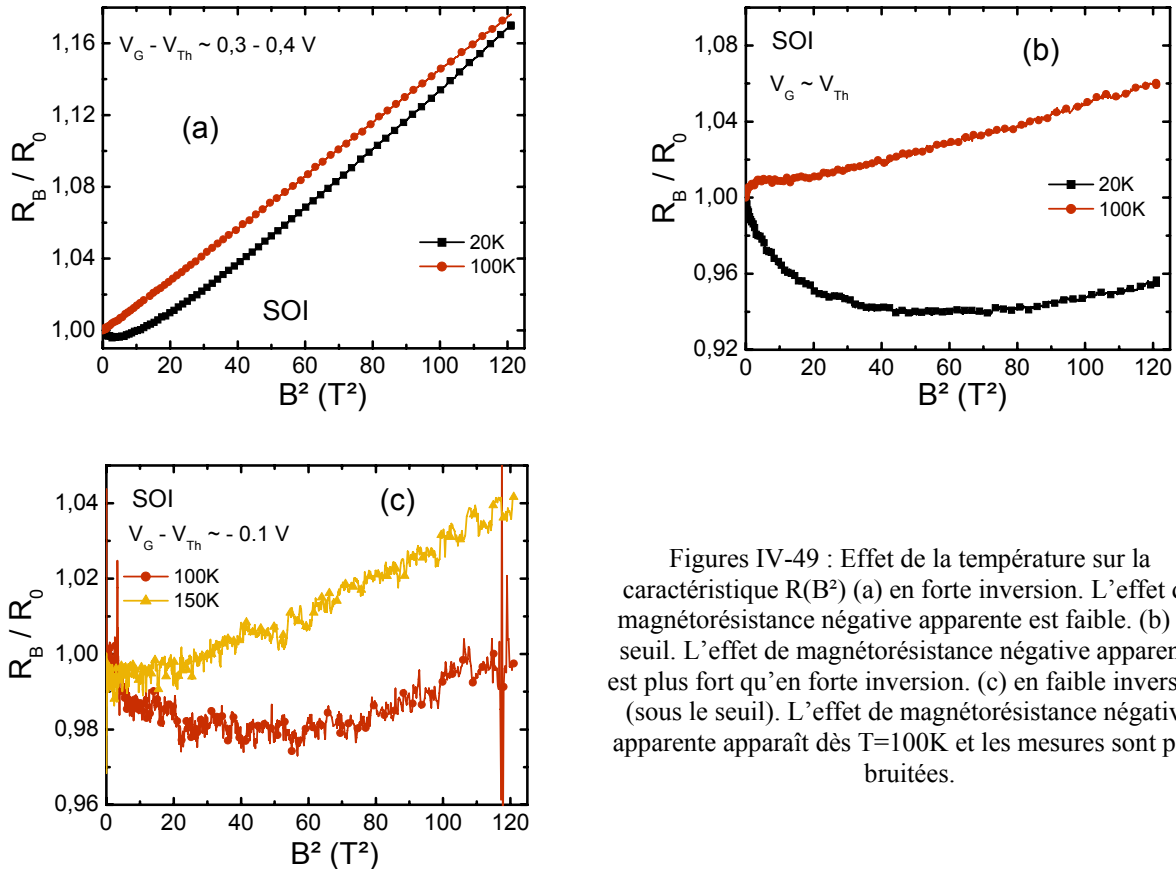 1,16
1,12
1,08
1,04
1,00
R_B / R_0
V_G - V_Th ~ 0,3 - 0,4 V
(a)
20K
100K
SOI
0 20 40 60 80 100 120
B² (T²)
1,08
1,04
1,00
0,96
0,92
R_B / R_0
SOI
(b)
V_G ~ V_Th
20K
100K
0 20 40 60 80 100 120
B² (T²)
1,04
1,02
1,00
0,98
0,96
R_B / R_0
SOI
(c)
V_G - V_Th ~ - 0.1 V
100K
150K
0 20 40 60 80 100 120
B² (T²)
Figures IV-49 : Effet de la température sur la
caractéristique R(B²) (a) en forte inversion. L'effet
magnétorésistance négative apparente est faible. (b)
seuil. L'effet de magnétorésistance négative
est plus fort qu'en forte inversion. (c) en faible
(sous le seuil). L'effet de magnétorésistance
apparente apparaît dès T=100K et les mesures sont
bruitées.